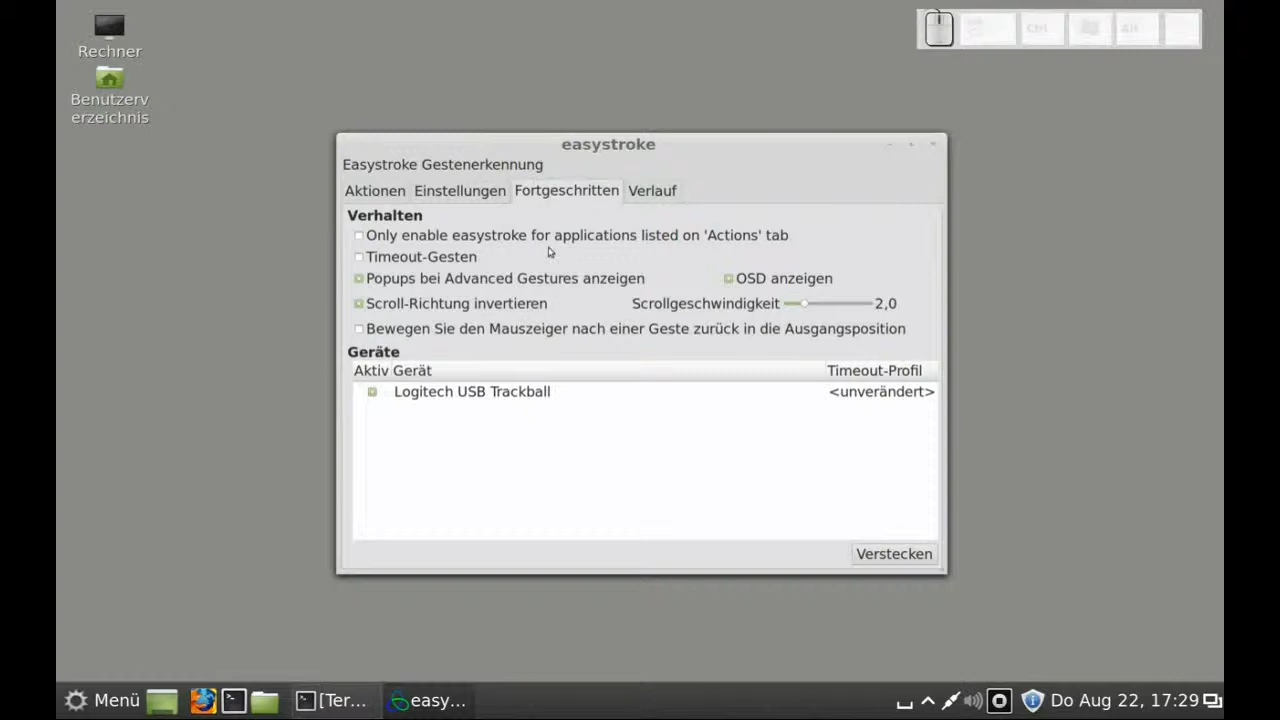 Rechner
Benutzerv
erzeichnis
Ctrl
Alt
easystroke
Easystroke Gestenerkennung
Aktionen Einstellungen Fortgeschritten Verlauf
Verhalten
Only enable easystroke for applications listed on 'Actions' tab
Timeout-Gesten
Popups bei Advanced Gestures anzeigen OSD anzeigen
Scroll-Richtung invertieren Scrollgeschwindigkeit 2,0
Bewegen Sie den Mauszeiger nach einer Geste zurück in die Ausgangsposition
Geräte
Aktiv Gerät Timeout-Profil
Logitech USB Trackball <unverändert>
Verstecken
Menü [Ter... easy... Do Aug 22, 17:29